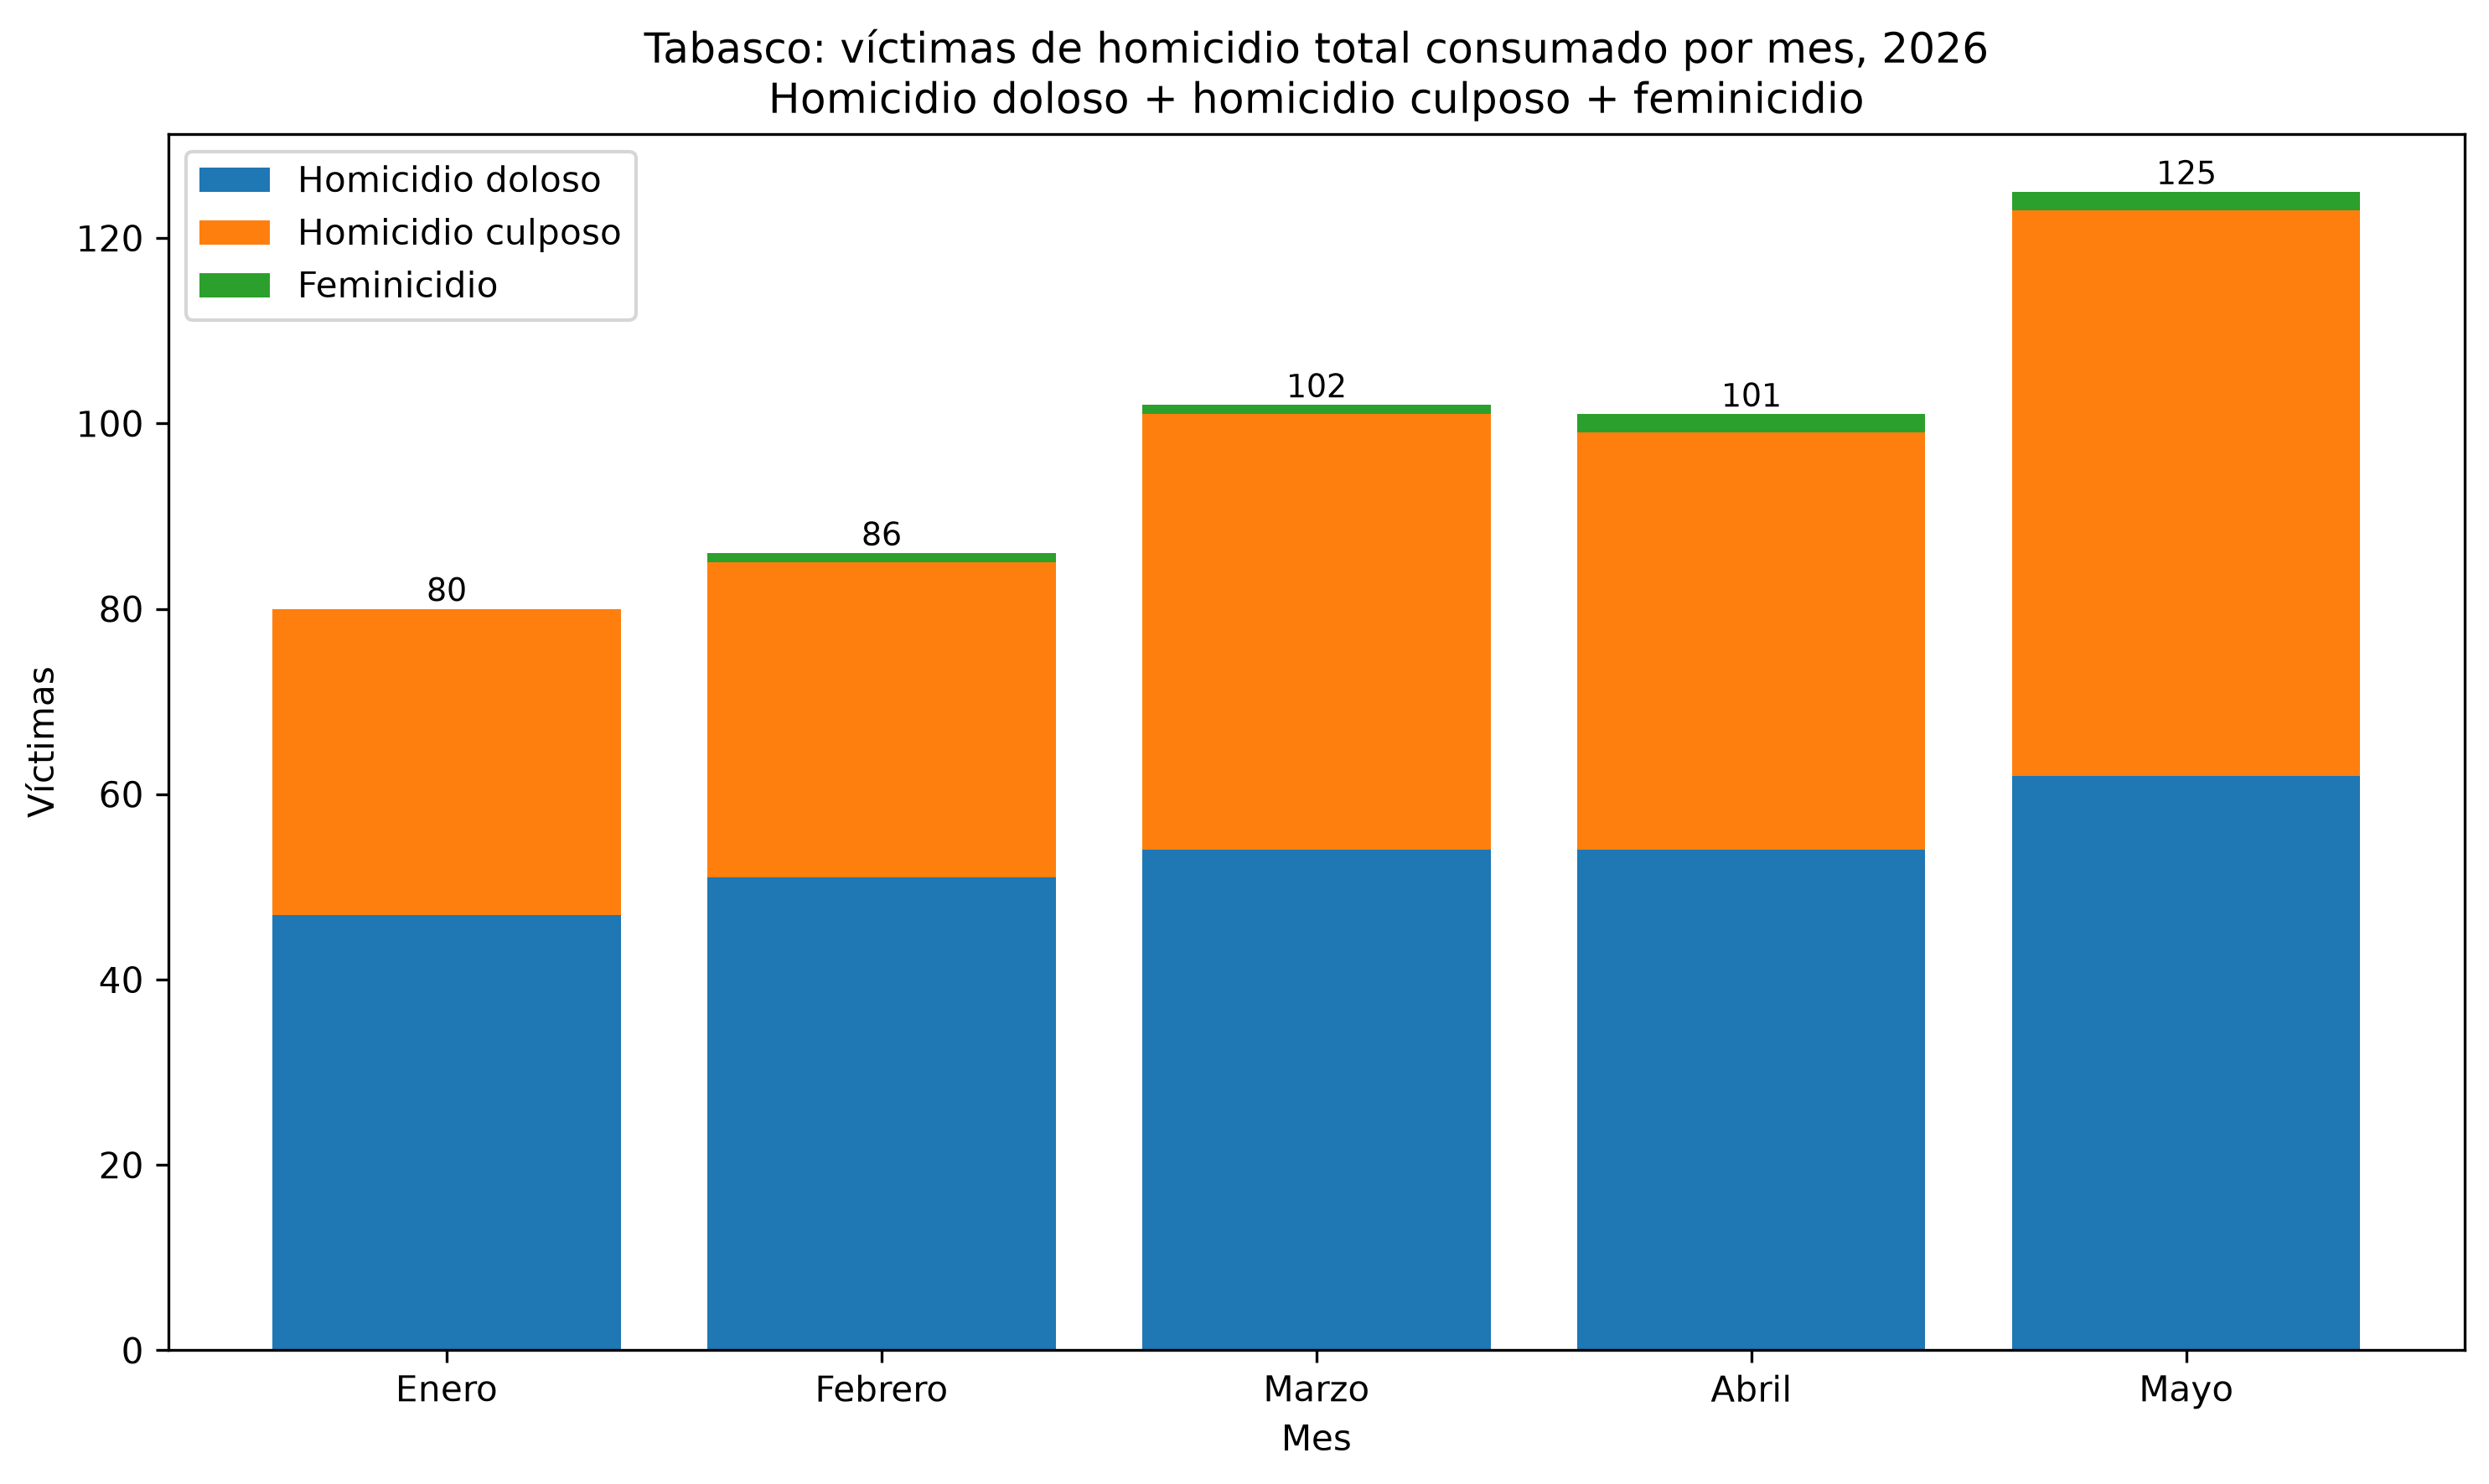 Tabasco: víctimas de homicidio total consumado por mes, 2026
Homicidio doloso + homicidio culposo + feminicidio
Homicidio doloso
Homicidio culposo
Feminicidio
Víctimas
120
100
80
60
40
20
0
80
86
102
101
125
Enero
Febrero
Marzo
Abril
Mayo
Mes